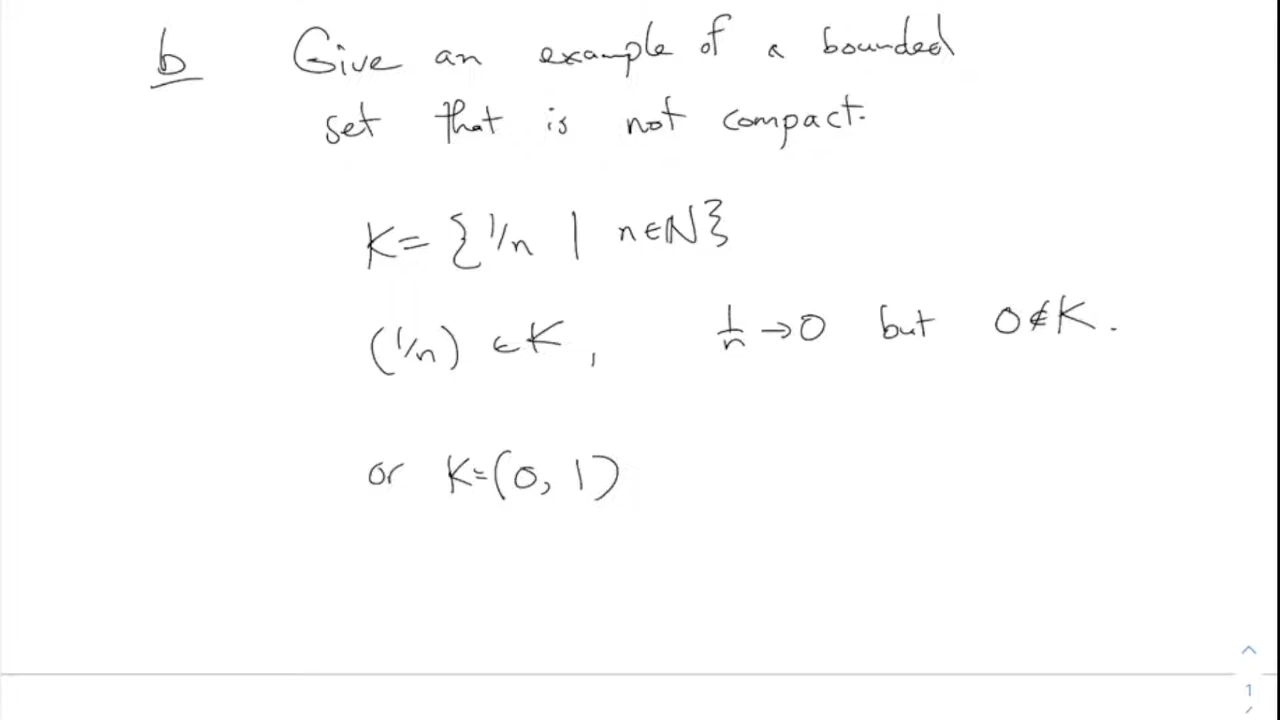 b Give an example of a bounded
set that is not compact.
K = { 1/n | n ∈ N }
(1/n) ∈ K, 1/n → 0 but 0 ∉ K.
or K = (0, 1)
1